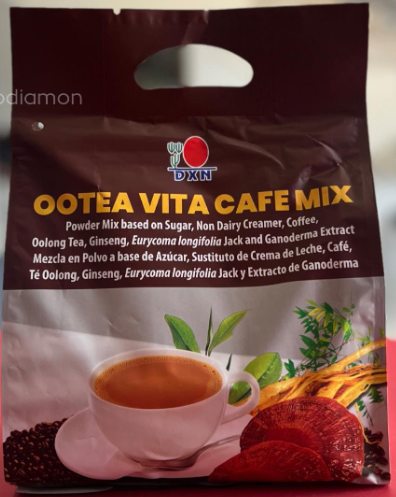 odiamon
DXN
OOTEA VITA CAFE MIX
Powder Mix based on Sugar, Non Dairy Creamer, Coffee,
Oolong Tea, Ginseng, Eurycoma longifolia Jack and Ganoderma Extract
Mezcla en Polvo a base de Azúcar, Sustituto de Crema de Leche, Café,
Té Oolong, Ginseng, Eurycoma longifolia Jack y Extracto de Ganoderma